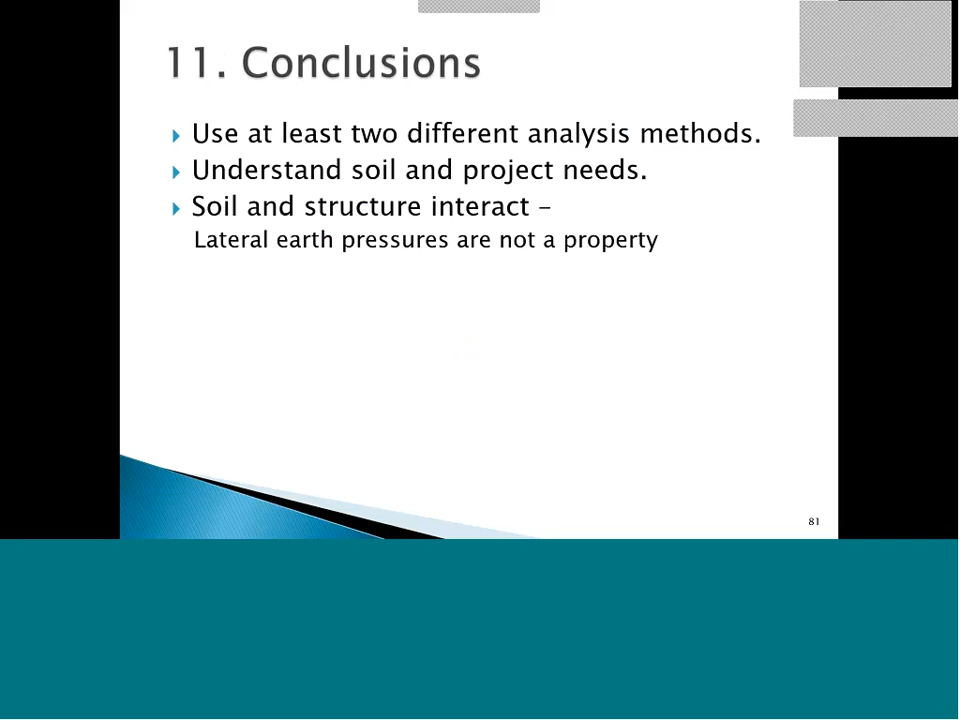 11. Conclusions
Use at least two different analysis methods.
Understand soil and project needs.
Soil and structure interact –
Lateral earth pressures are not a property
81